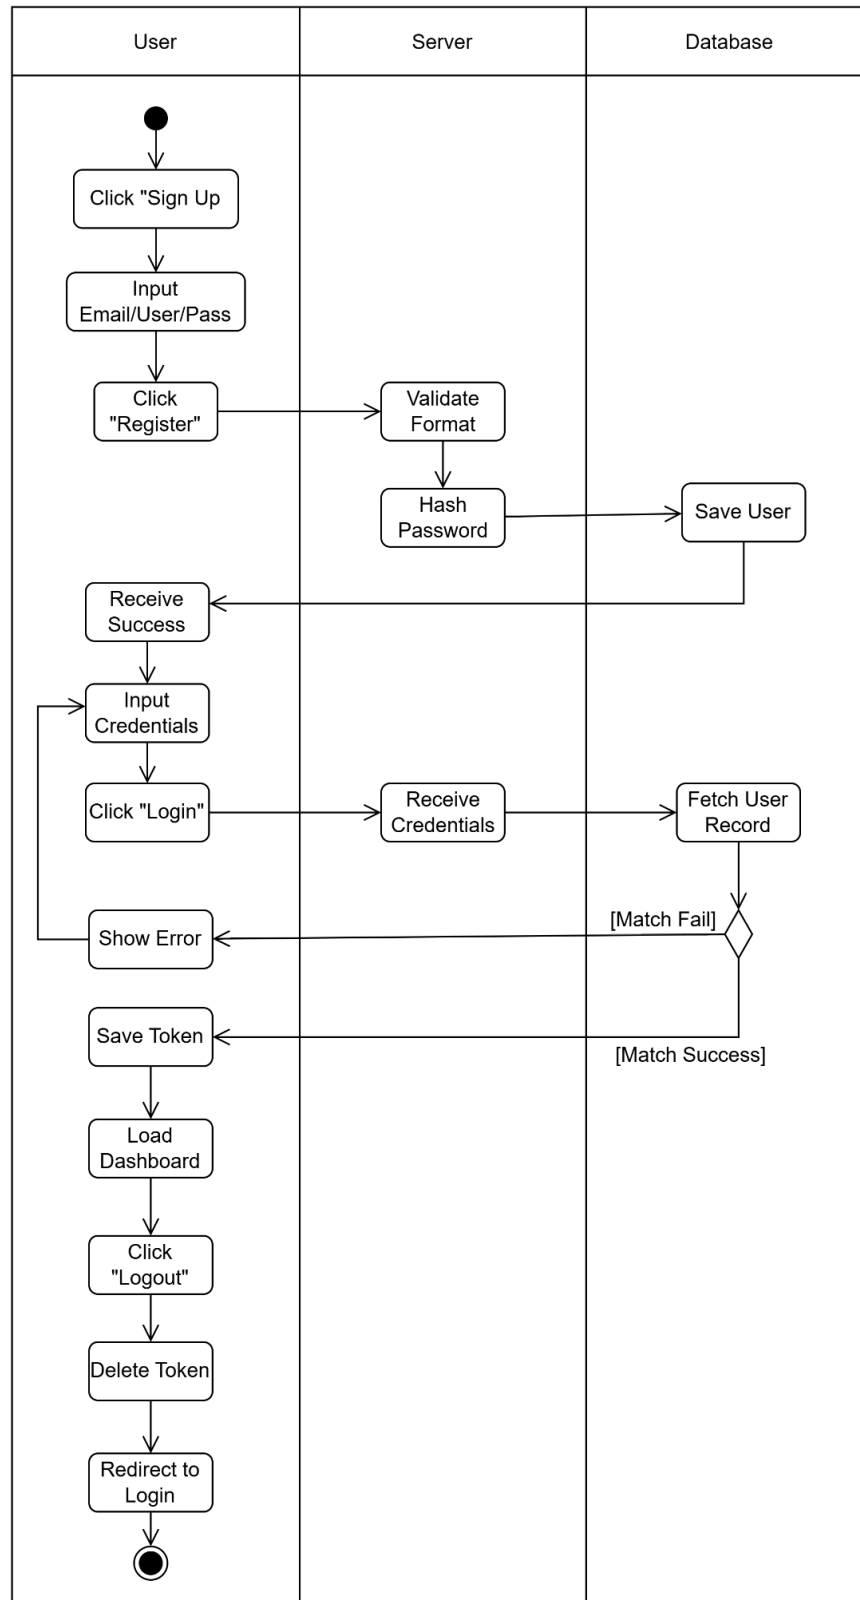 User
Server
Database
Click "Sign Up
Input
Email/User/Pass
Click
"Register"
Validate
Format
Hash
Password
Save User
Receive
Success
Input
Credentials
Click "Login"
Receive
Credentials
Fetch User
Record
[Match Fail]
Show Error
Save Token
[Match Success]
Load
Dashboard
Click
"Logout"
Delete Token
Redirect to
Login